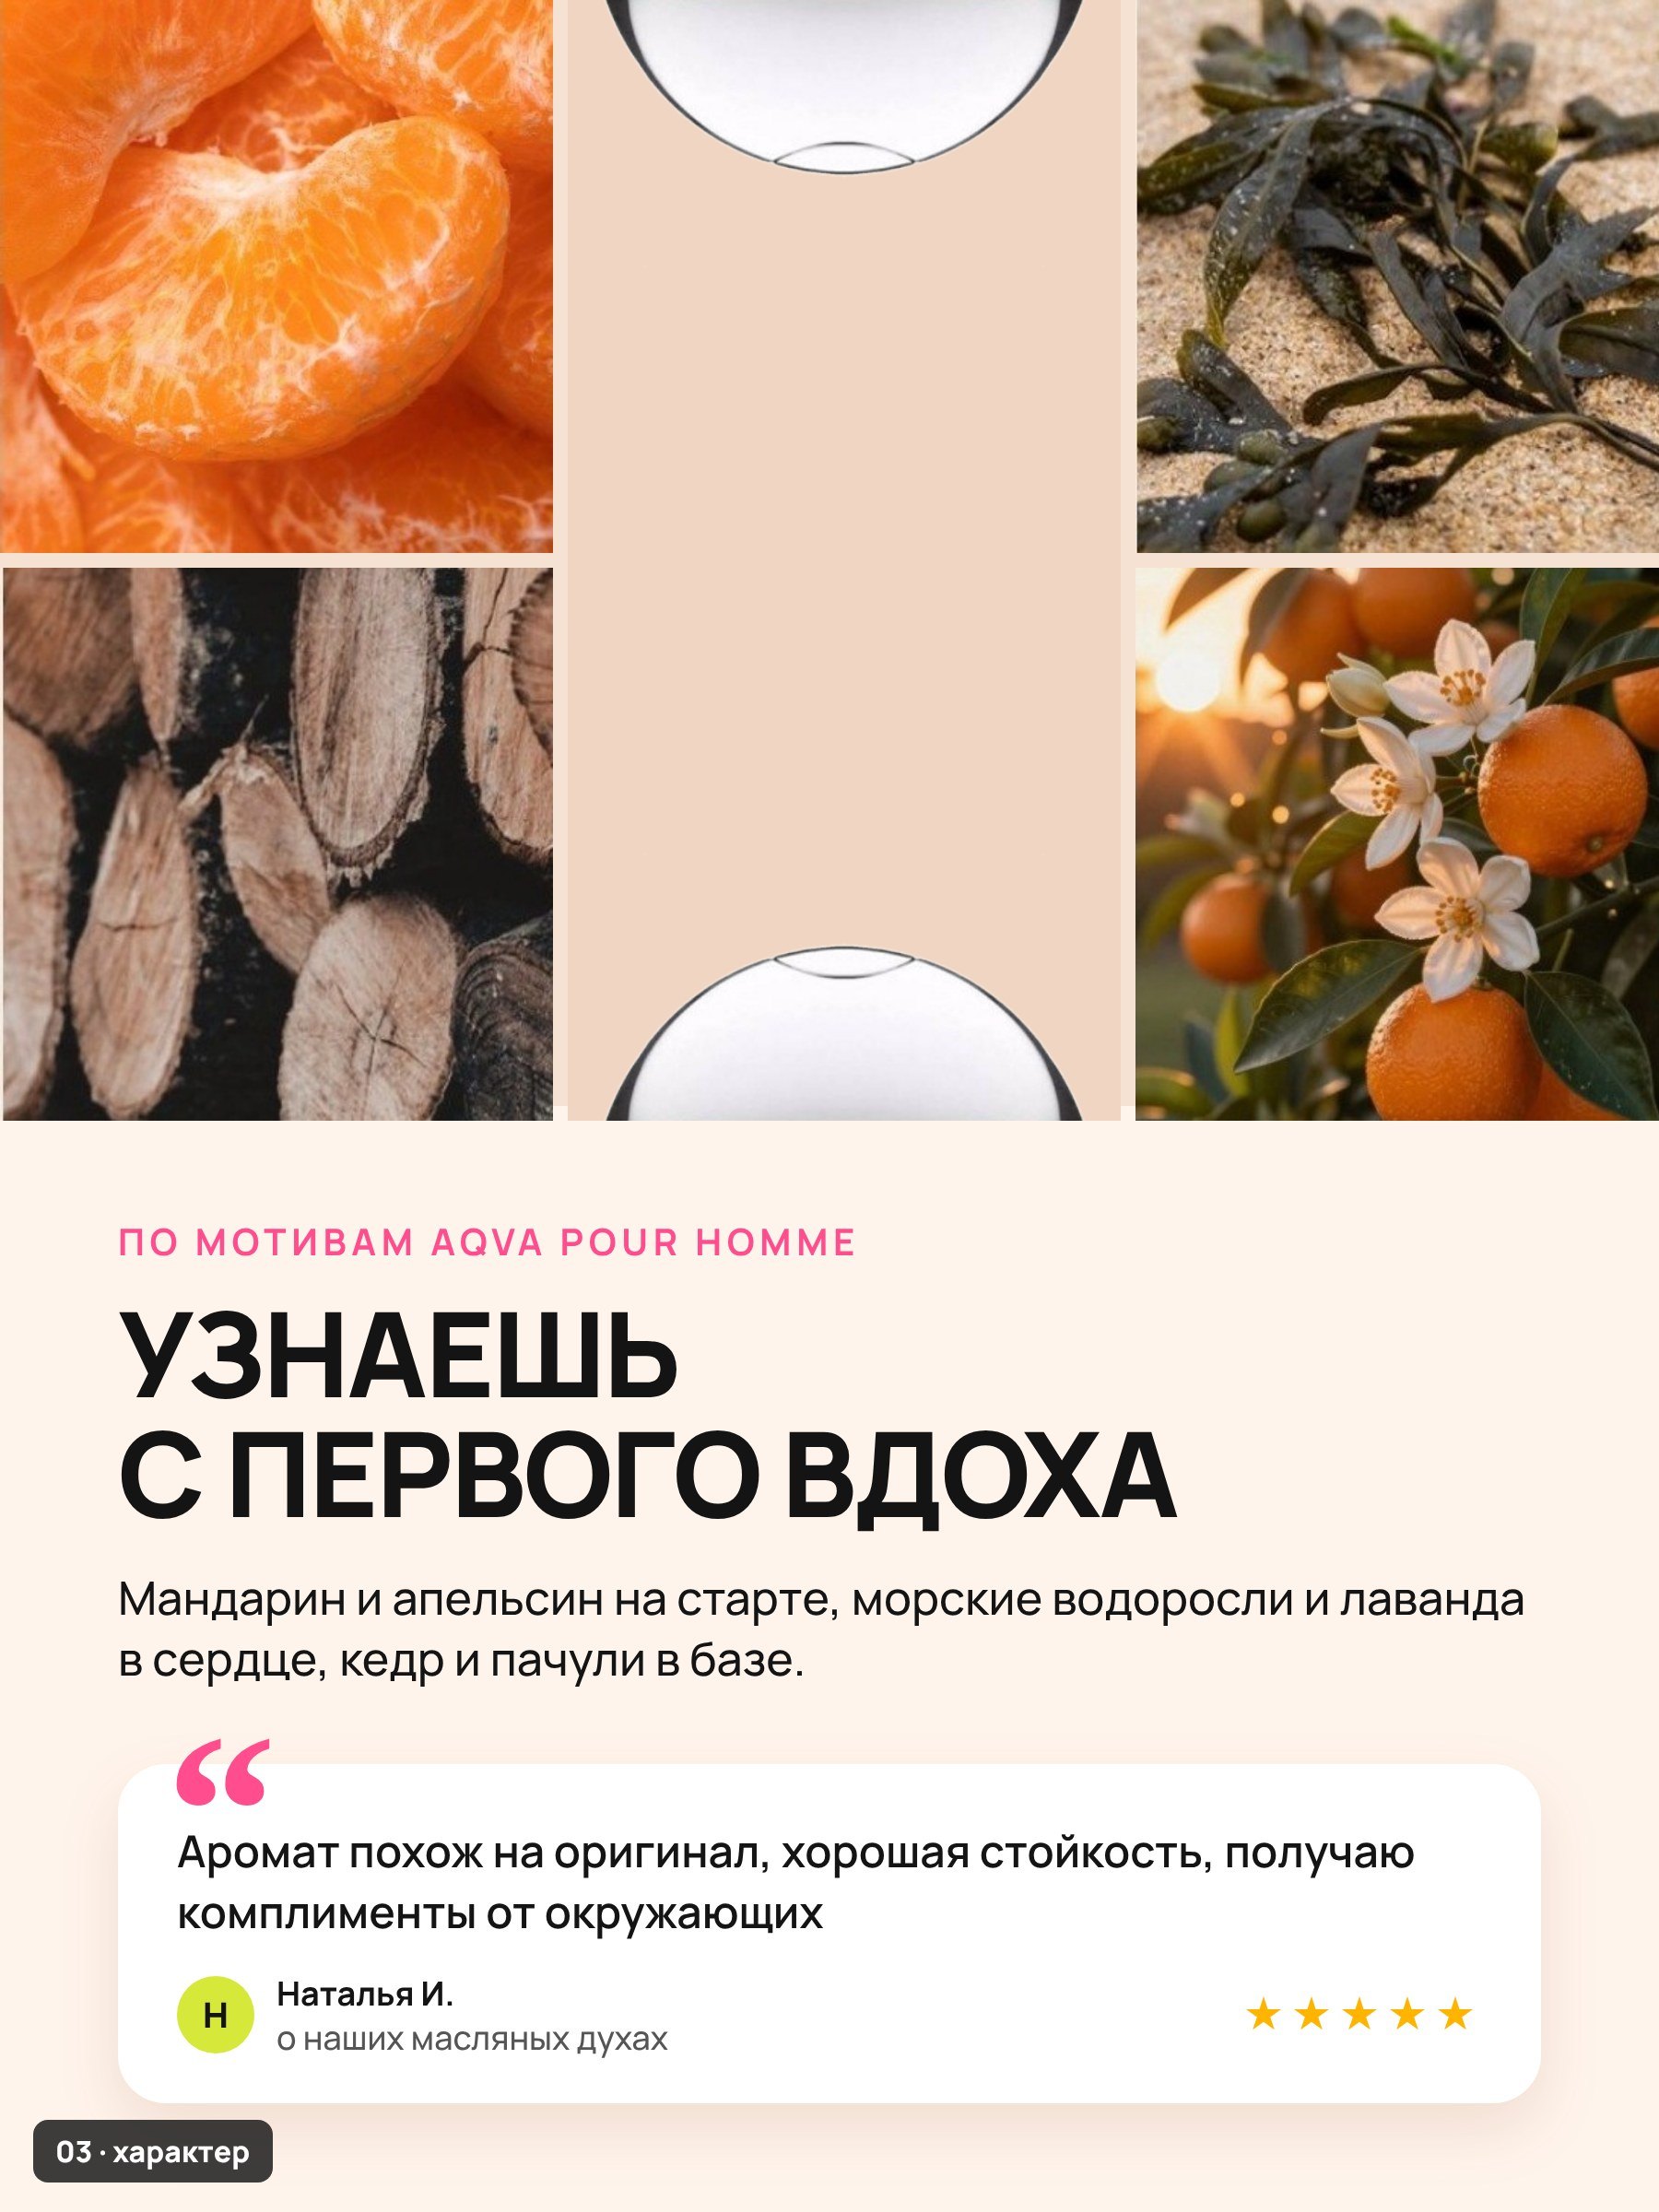 ПО МОТИВАМ AQVA POUR HOMME
УЗНАЕШЬ
С ПЕРВОГО ВДОХА
Мандарин и апельсин на старте, морские водоросли и лаванда
в сердце, кедр и пачули в базе.
“
Аромат похож на оригинал, хорошая стойкость, получаю
комплименты от окружающих
Н
Наталья И.
о наших масляных духах
★★★★★
03 · характер